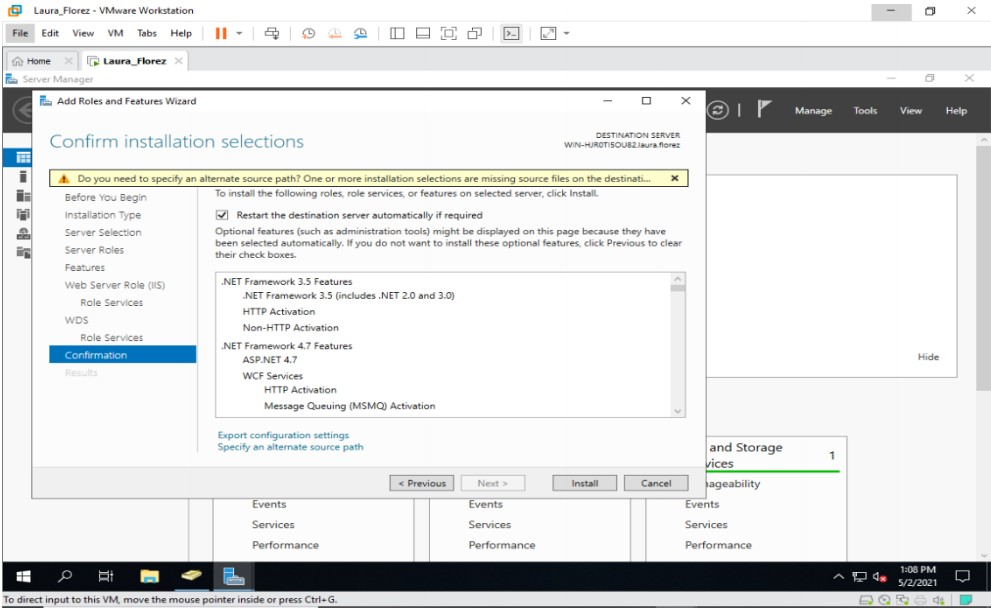 Laura_Florez - VMware Workstation
File Edit View VM Tabs Help
Home
Laura_Florez
Server Manager
Manage Tools View Help
Add Roles and Features Wizard
Confirm installation selections
DESTINATION SERVER
WIN-HJR0TI5OU82.laura.florez
Do you need to specify an alternate source path? One or more installation selections are missing source files on the destinati...
Before You Begin
Installation Type
Server Selection
Server Roles
Features
Web Server Role (IIS)
Role Services
WDS
Role Services
Confirmation
Results
To install the following roles, role services, or features on selected server, click Install.
Restart the destination server automatically if required
Optional features (such as administration tools) might be displayed on this page because they have
been selected automatically. If you do not want to install these optional features, click Previous to clear
their check boxes.
.NET Framework 3.5 Features
.NET Framework 3.5 (includes .NET 2.0 and 3.0)
HTTP Activation
Non-HTTP Activation
.NET Framework 4.7 Features
ASP.NET 4.7
WCF Services
HTTP Activation
Message Queuing (MSMQ) Activation
Export configuration settings
Specify an alternate source path
< Previous Next > Install Cancel
Hide
and Storage 1
Events
Services
Performance
Events
Services
Performance
Events
Services
Performance
1:08 PM
5/2/2021
To direct input to this VM, move the mouse pointer inside or press Ctrl+G.